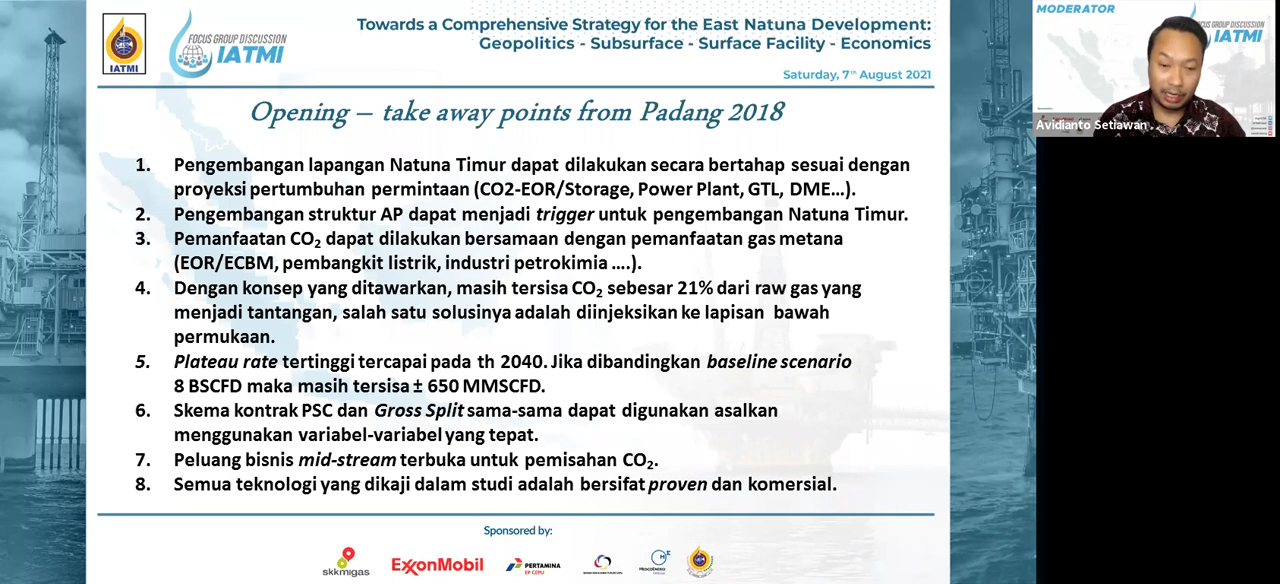 IATMI
FOCUS GROUP DISCUSSION
IATMI
Towards a Comprehensive Strategy for the East Natuna Development:
Geopolitics - Subsurface - Surface Facility - Economics
Saturday, 7th August 2021
Opening – take away points from Padang 2018
1. Pengembangan lapangan Natuna Timur dapat dilakukan secara bertahap sesuai dengan
proyeksi pertumbuhan permintaan (CO2-EOR/Storage, Power Plant, GTL, DME...).
2. Pengembangan struktur AP dapat menjadi trigger untuk pengembangan Natuna Timur.
3. Pemanfaatan CO₂ dapat dilakukan bersamaan dengan pemanfaatan gas metana
(EOR/ECBM, pembangkit listrik, industri petrokimia ....).
4. Dengan konsep yang ditawarkan, masih tersisa CO₂ sebesar 21% dari raw gas yang
menjadi tantangan, salah satu solusinya adalah diinjeksikan ke lapisan bawah
permukaan.
5. Plateau rate tertinggi tercapai pada th 2040. Jika dibandingkan baseline scenario
8 BSCFD maka masih tersisa ± 650 MMSCFD.
6. Skema kontrak PSC dan Gross Split sama-sama dapat digunakan asalkan
menggunakan variabel-variabel yang tepat.
7. Peluang bisnis mid-stream terbuka untuk pemisahan CO₂.
8. Semua teknologi yang dikaji dalam studi adalah bersifat proven dan komersial.
Sponsored by:
skkmigas
ExxonMobil
PERTAMINA
EP CEPU
MODERATOR
GROUP DISCUSSION
IATMI
Avidianto Setiawan